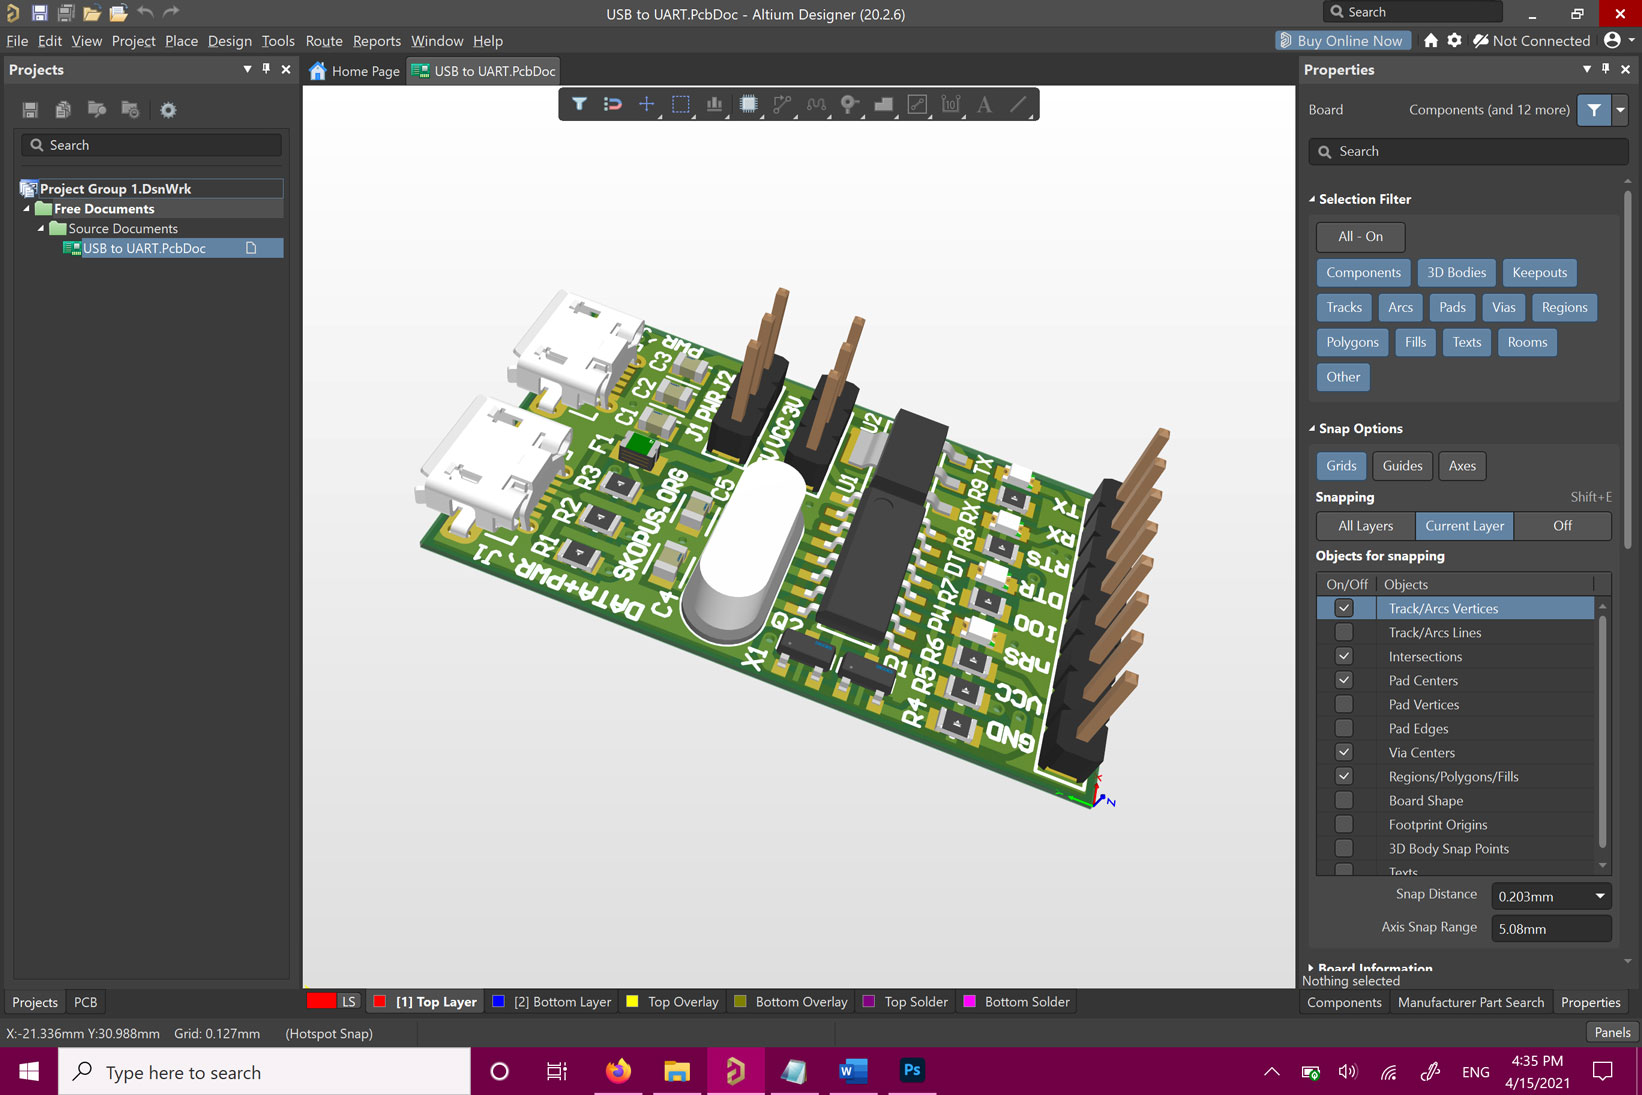 USB to UART.PcbDoc - Altium Designer (20.2.6)
Search
File Edit View Project Place Design Tools Route Reports Window Help
Buy Online Now
Not Connected
Projects
Home Page
USB to UART.PcbDoc
Properties
Board
Components (and 12 more)
Search
Search
Project Group 1.DsnWrk
Free Documents
Source Documents
USB to UART.PcbDoc
Selection Filter
All - On
Components 3D Bodies Keepouts
Tracks Arcs Pads Vias Regions
Polygons Fills Texts Rooms
Other
Snap Options
Grids Guides Axes
Snapping Shift+E
All Layers Current Layer Off
Objects for snapping
On/Off Objects
Track/Arcs Vertices
Track/Arcs Lines
Intersections
Pad Centers
Pad Vertices
Pad Edges
Via Centers
Regions/Polygons/Fills
Board Shape
Footprint Origins
3D Body Snap Points
Texts
Snap Distance 0.203mm
Axis Snap Range 5.08mm
Board Information
Nothing selected
Components Manufacturer Part Search Properties
PWR
C3
C2
C1
F1
R3
R2
R1
J1
DATA+PWR
SKOPUS.ORG
C5
C4
J1 PWR J2
VCC 3V
U2
U1
X1
Q2
Q1
TX
R9
RX
R8
DT
R7
PW
R6
R5
R4
TX
RX
RTS
DTR
IOO
nRS
VCC
GND
Projects PCB
LS
[1] Top Layer
[2] Bottom Layer
Top Overlay
Bottom Overlay
Top Solder
Bottom Solder
X:-21.336mm Y:30.988mm Grid: 0.127mm (Hotspot Snap)
Panels
Type here to search
W
Ps
ENG
4:35 PM
4/15/2021